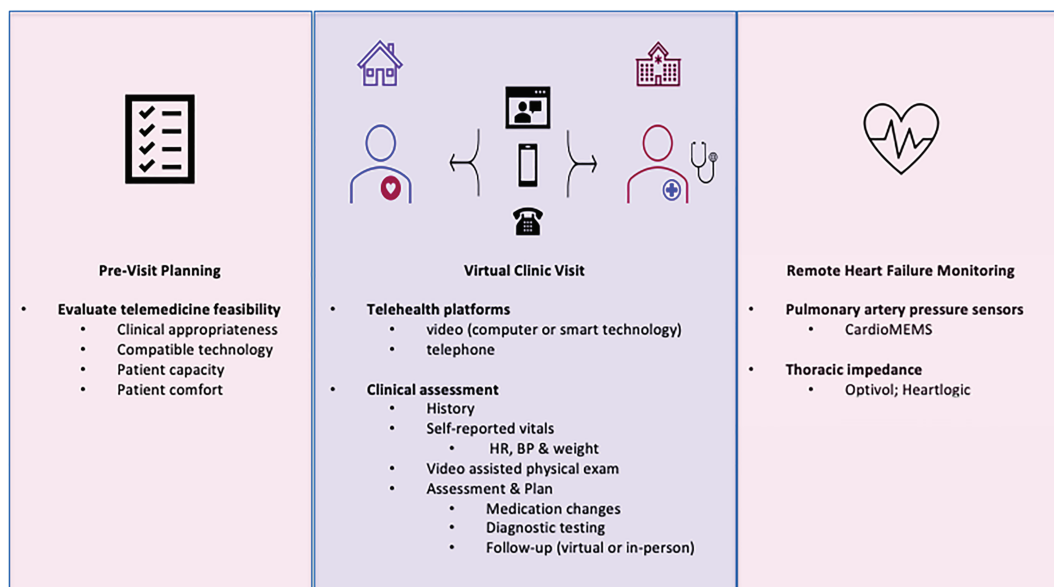 Pre-Visit Planning
• Evaluate telemedicine feasibility
• Clinical appropriateness
• Compatible technology
• Patient capacity
• Patient comfort
Virtual Clinic Visit
• Telehealth platforms
• video (computer or smart technology)
• telephone
• Clinical assessment
• History
• Self-reported vitals
• HR, BP & weight
• Video assisted physical exam
• Assessment & Plan
• Medication changes
• Diagnostic testing
• Follow-up (virtual or in-person)
Remote Heart Failure Monitoring
• Pulmonary artery pressure sensors
• CardioMEMS
• Thoracic impedance
• Optivol; Heartlogic